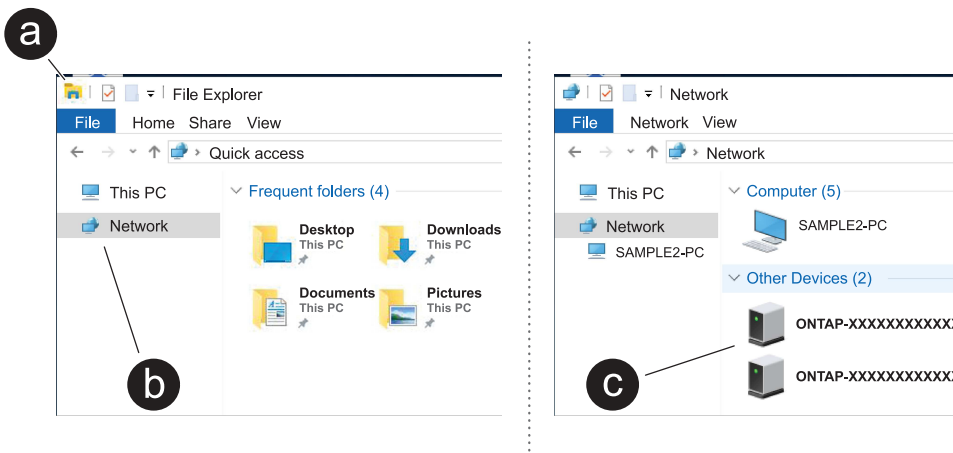 a
File Explorer
File Home Share View
Quick access
This PC
Network
Frequent folders (4)
Desktop
This PC
Downloads
This PC
Documents
This PC
Pictures
This PC
b
Network
File Network View
Network
This PC
Network
SAMPLE2-PC
Computer (5)
SAMPLE2-PC
Other Devices (2)
ONTAP-XXXXXXXXXXX
ONTAP-XXXXXXXXXXX
c